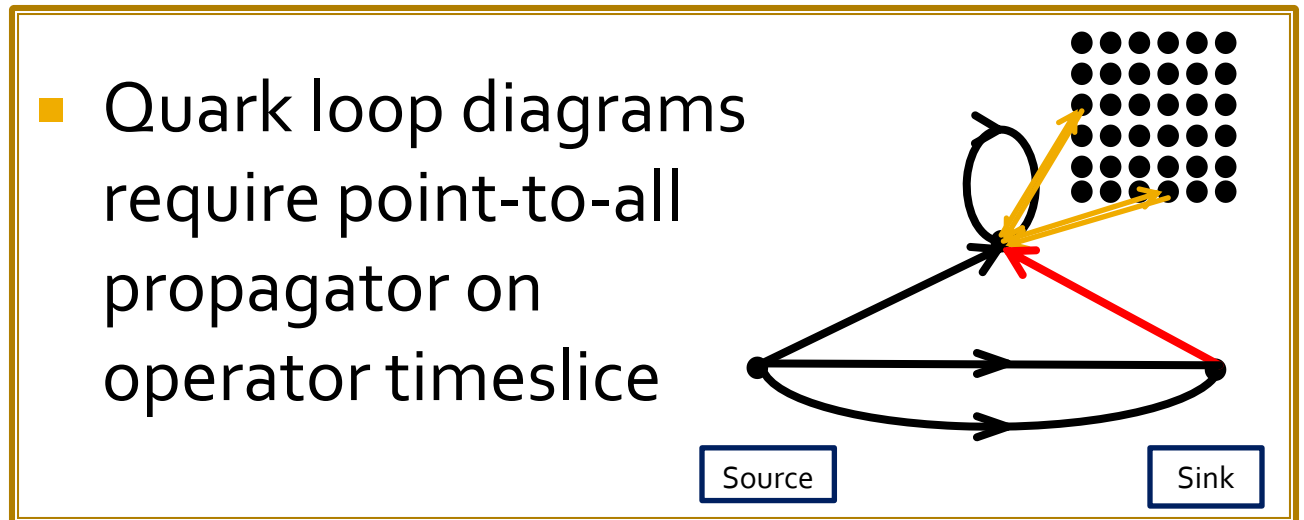 Quark loop diagrams
require point-to-all
propagator on
operator timeslice
Source
Sink